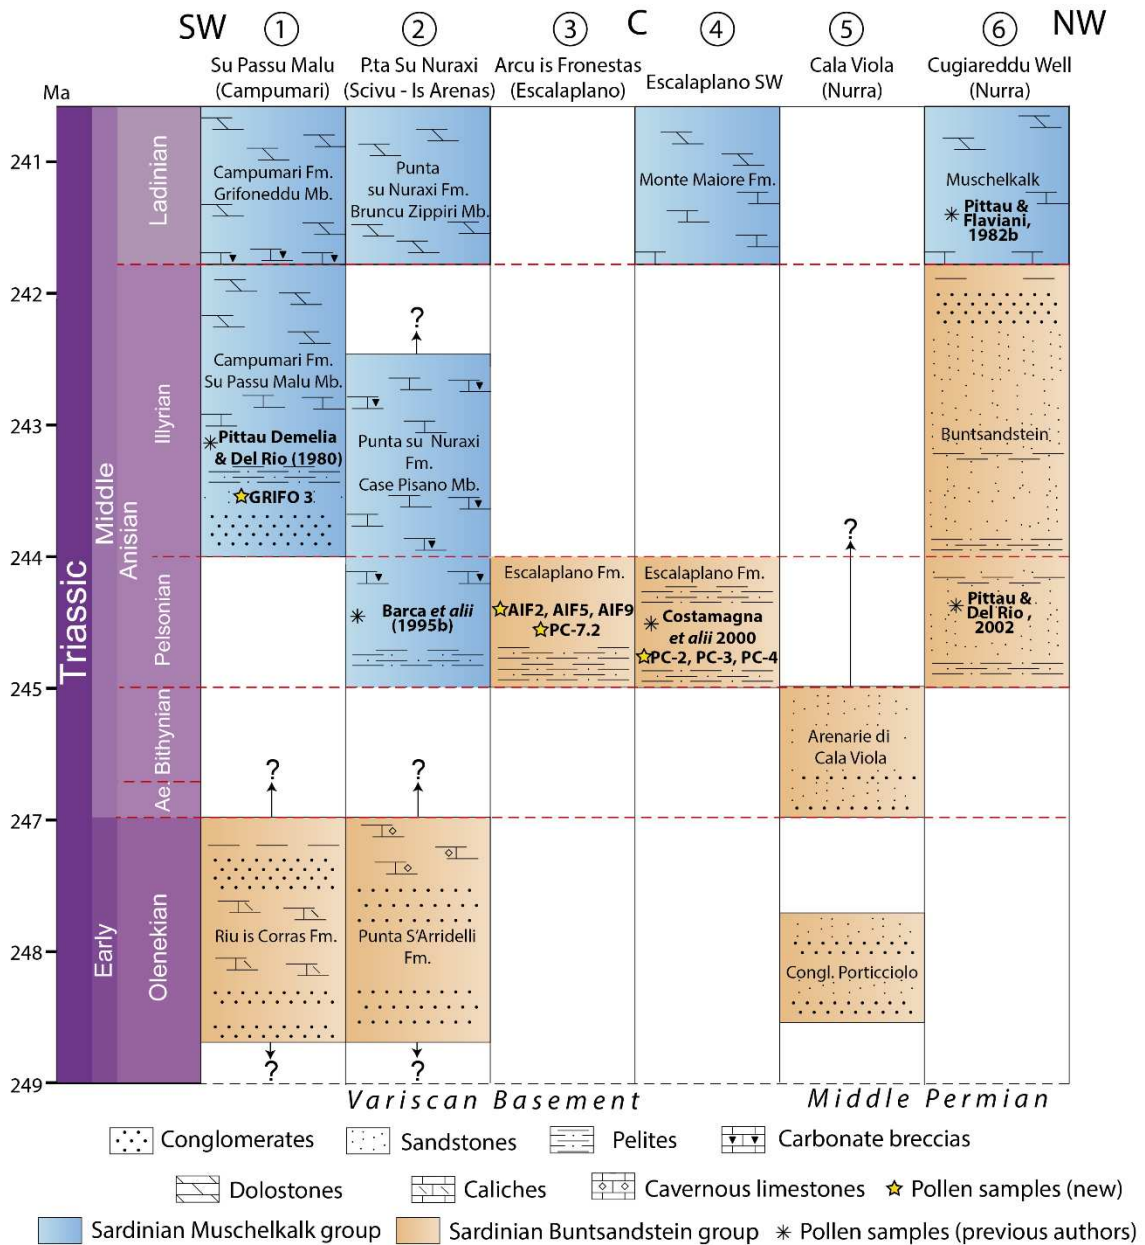 SW 1 2 3 C 4 5 6 NW
Su Passu Malu
(Campumari)
P.ta Su Nuraxi
(Scivu - Is Arenas)
Arcu is Fronestas
(Escalaplano)
Escalaplano SW
Cala Viola
(Nurra)
Cugiareddu Well
(Nurra)
Ma
241
242
243
244
245
247
248
249
Triassic
Middle
Early
Ladinian
Anisian
Illyrian
Pelsonian
Bithynian
Ae.
Olenekian
Campumari Fm.
Grifoneddu Mb.
Campumari Fm.
Su Passu Malu Mb.
Pittau Demelia
& Del Rio (1980)
GRIFO 3
?
Riu is Corras Fm.
?
Punta
su Nuraxi Fm.
Bruncu Zippiri Mb.
?
Punta su Nuraxi
Fm.
Case Pisano Mb.
Barca et alii
(1995b)
?
Punta S'Arridelli
Fm.
?
Escalaplano Fm.
AIF2, AIF5, AIF9
PC-7.2
Monte Maiore Fm.
Escalaplano Fm.
Costamagna
et alii 2000
PC-2, PC-3, PC-4
?
Arenarie di
Cala Viola
Congl. Porticciolo
Muschelkalk
Pittau &
Flaviani,
1982b
Buntsandstein
Pittau &
Del Rio ,
2002
Variscan Basement
Middle Permian
Conglomerates
Sandstones
Pelites
Carbonate breccias
Dolostones
Caliches
Cavernous limestones
Pollen samples (new)
Sardinian Muschelkalk group
Sardinian Buntsandstein group
Pollen samples (previous authors)